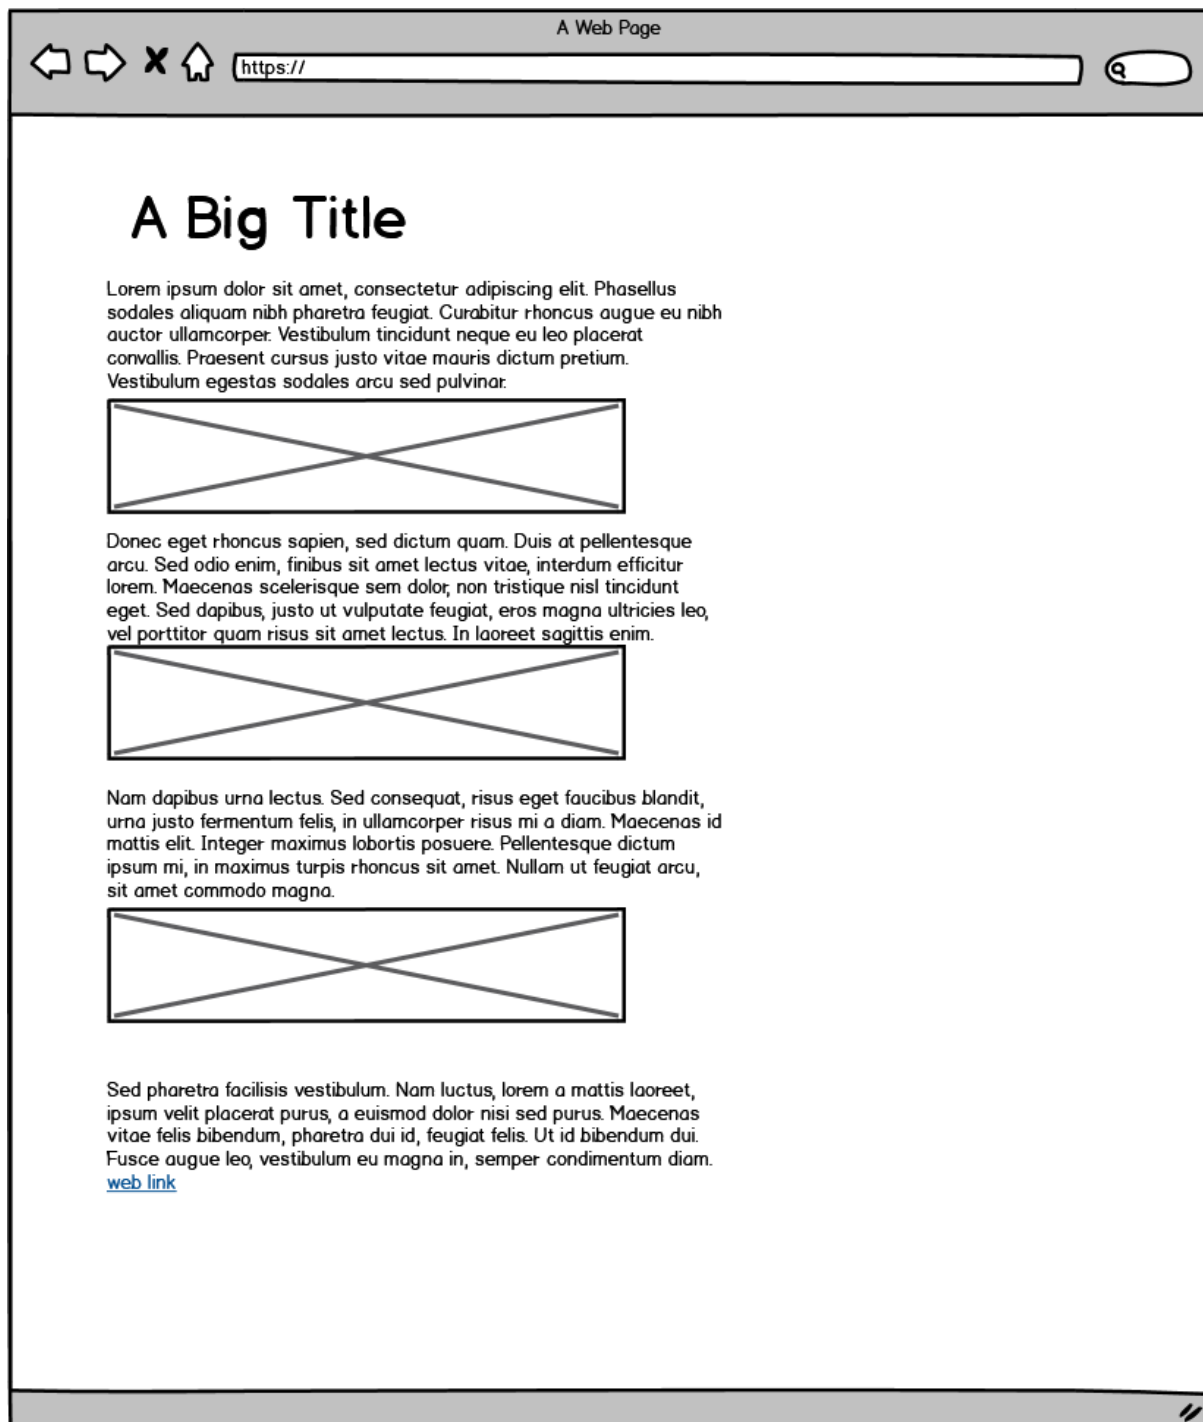 A Web Page
https://
A Big Title
Lorem ipsum dolor sit amet, consectetur adipiscing elit. Phasellus
sodales aliquam nibh pharetra feugiat. Curabitur rhoncus augue eu nibh
auctor ullamcorper. Vestibulum tincidunt neque eu leo placerat
convallis. Praesent cursus justo vitae mauris dictum pretium.
Vestibulum egestas sodales arcu sed pulvinar.
Donec eget rhoncus sapien, sed dictum quam. Duis at pellentesque
arcu. Sed odio enim, finibus sit amet lectus vitae, interdum efficitur
lorem. Maecenas scelerisque sem dolor, non tristique nisl tincidunt
eget. Sed dapibus, justo ut vulputate feugiat, eros magna ultricies leo,
vel porttitor quam risus sit amet lectus. In laoreet sagittis enim.
Nam dapibus urna lectus. Sed consequat, risus eget faucibus blandit,
urna justo fermentum felis, in ullamcorper risus mi a diam. Maecenas id
mattis elit. Integer maximus lobortis posuere. Pellentesque dictum
ipsum mi, in maximus turpis rhoncus sit amet. Nullam ut feugiat arcu,
sit amet commodo magna.
Sed pharetra facilisis vestibulum. Nam luctus, lorem a mattis laoreet,
ipsum velit placerat purus, a euismod dolor nisi sed purus. Maecenas
vitae felis bibendum, pharetra dui id, feugiat felis. Ut id bibendum dui.
Fusce augue leo, vestibulum eu magna in, semper condimentum diam.
web link